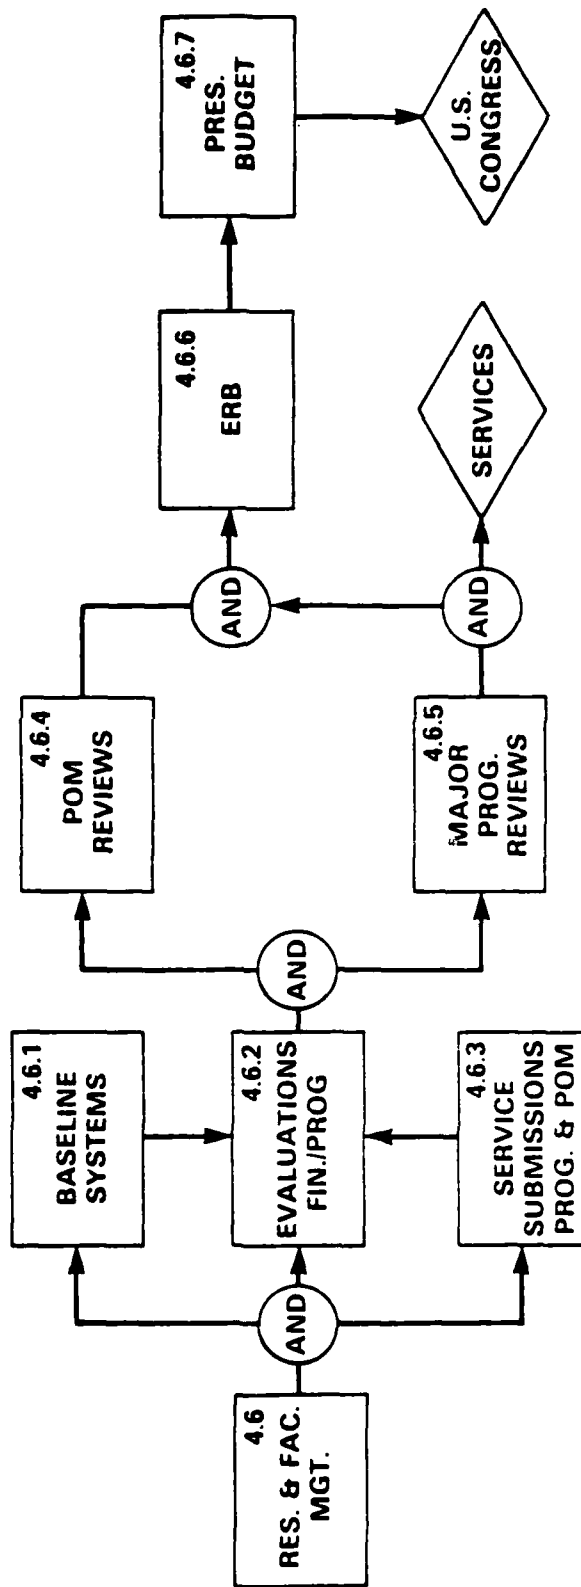 4.6
RES. & FAC.
MGT.
AND
4.6.1
BASELINE
SYSTEMS
4.6.2
EVALUATIONS
FIN./PROG
4.6.3
SERVICE
SUBMISSIONS
PROG. & POM
AND
4.6.4
POM
REVIEWS
4.6.5
MAJOR
PROG.
REVIEWS
AND
AND
4.6.6
ERB
SERVICES
4.6.7
PRES.
BUDGET
U.S.
CONGRESS